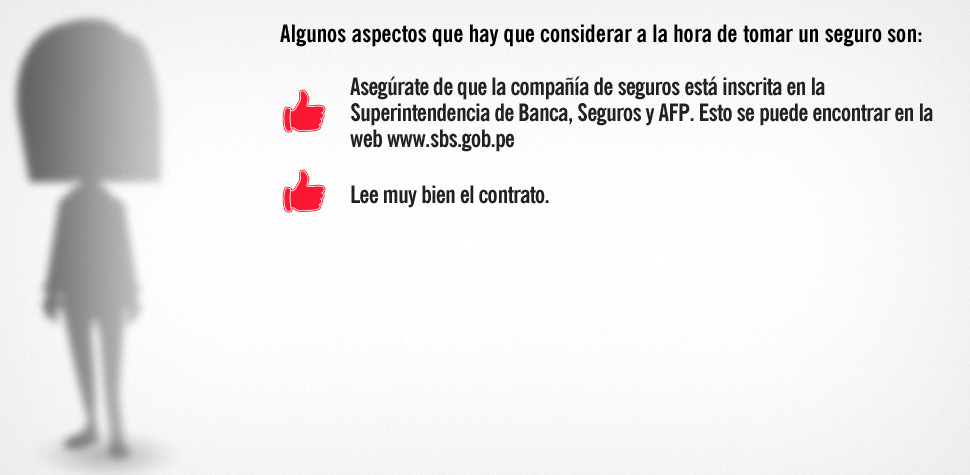 Algunos aspectos que hay que considerar a la hora de tomar un seguro son:
Asegúrate de que la compañía de seguros está inscrita en la
Superintendencia de Banca, Seguros y AFP. Esto se puede encontrar en la
web www.sbs.gob.pe
Lee muy bien el contrato.